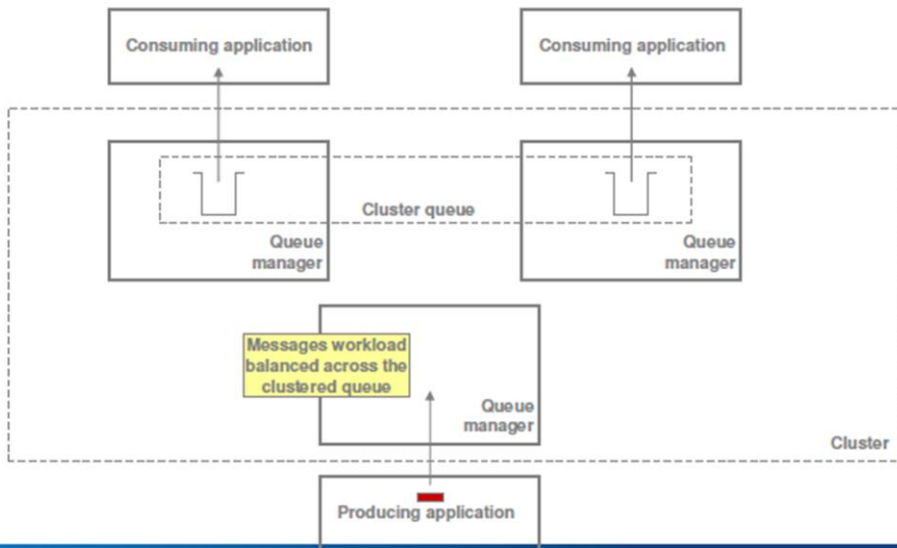 Consuming application
Consuming application
Cluster queue
Queue
manager
Queue
manager
Messages workload
balanced across the
clustered queue
Queue
manager
Cluster
Producing application